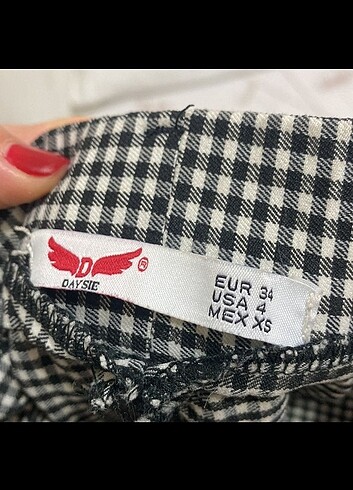 D
®
DAYSIE
EUR 34
USA 4
MEX XS